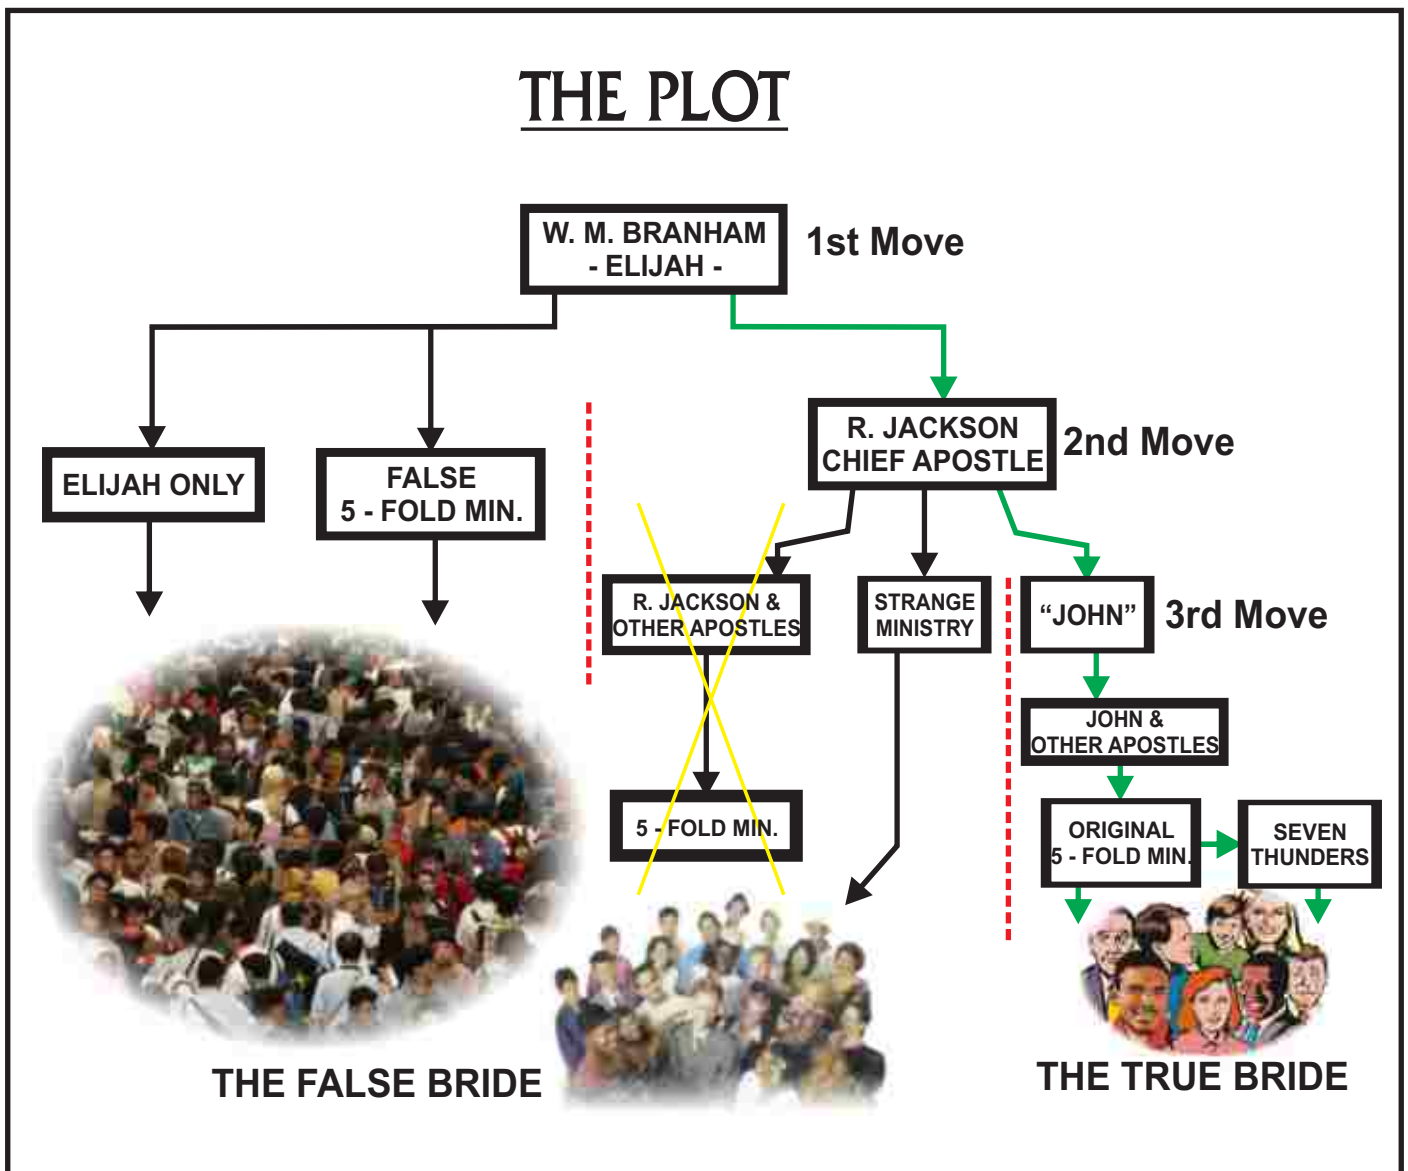 THE PLOT
W. M. BRANHAM
- ELIJAH -
1st Move
R. JACKSON
CHIEF APOSTLE
2nd Move
ELIJAH ONLY
FALSE
5 - FOLD MIN.
R. JACKSON &
OTHER APOSTLES
STRANGE
MINISTRY
“JOHN”
3rd Move
JOHN &
OTHER APOSTLES
5 - FOLD MIN.
ORIGINAL
5 - FOLD MIN.
SEVEN
THUNDERS
THE FALSE BRIDE
THE TRUE BRIDE